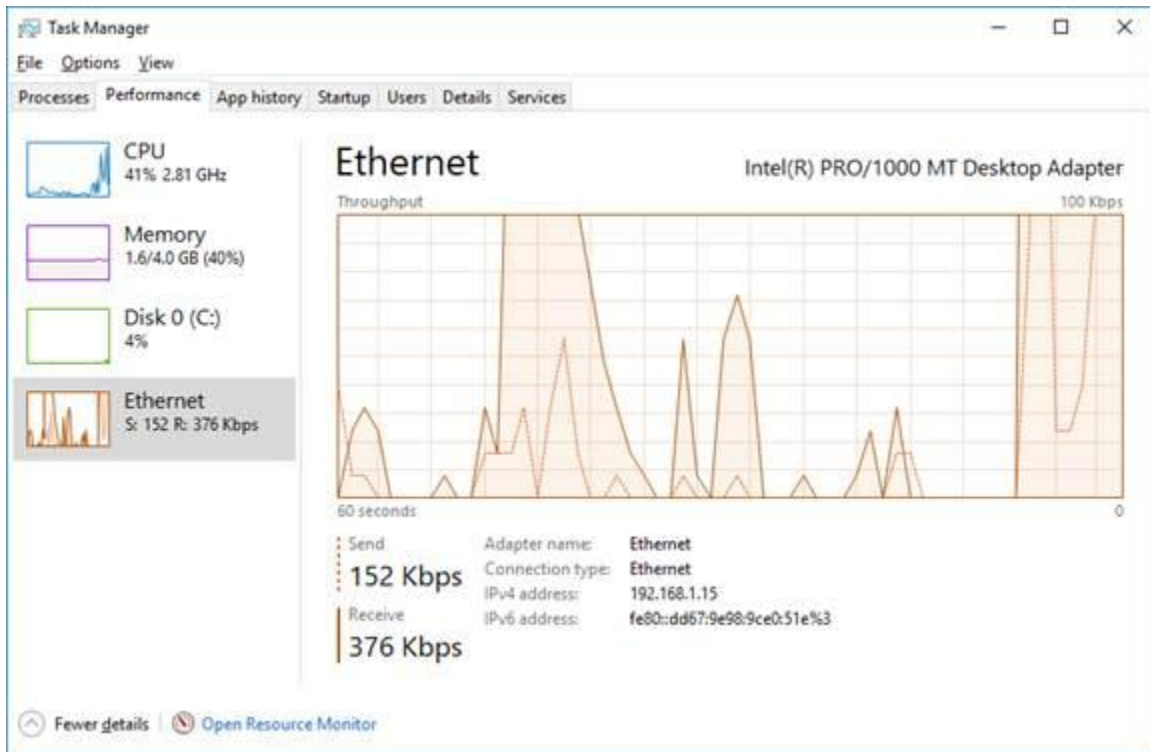 Task Manager
File Options View
Processes Performance App history Startup Users Details Services
CPU
41% 2.81 GHz
Memory
1.6/4.0 GB (40%)
Disk 0 (C:)
4%
Ethernet
S: 152 R: 376 Kbps
Ethernet Intel(R) PRO/1000 MT Desktop Adapter
Throughput 100 Kbps
60 seconds 0
Send
152 Kbps
Receive
376 Kbps
Adapter name: Ethernet
Connection type: Ethernet
IPv4 address: 192.168.1.15
IPv6 address: fe80::dd67:9e98:9ce0:51e%3
Fewer details Open Resource Monitor